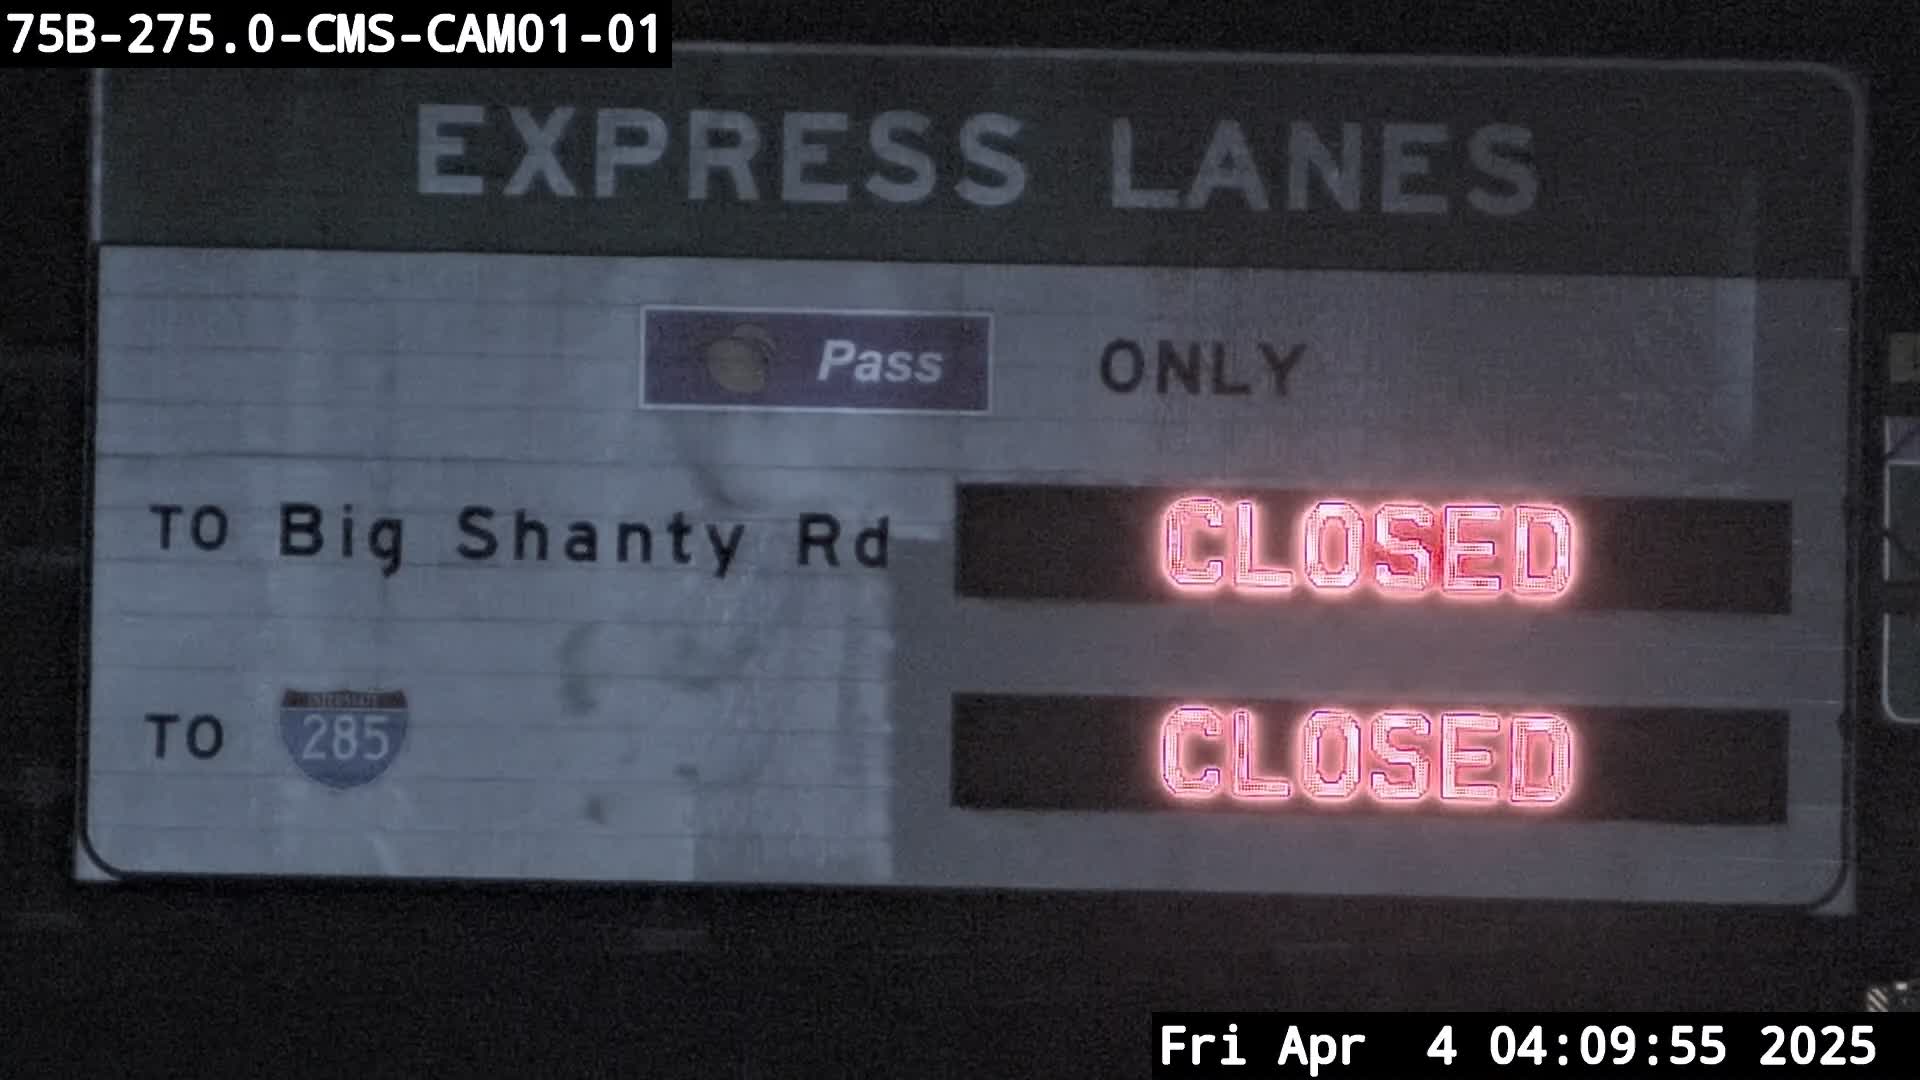 75B-275.0-CMS-CAM01-01
EXPRESS LANES
Pass ONLY
TO Big Shanty Rd CLOSED
TO INTERSTATE 285 CLOSED
Fri Apr 4 04:09:55 2025